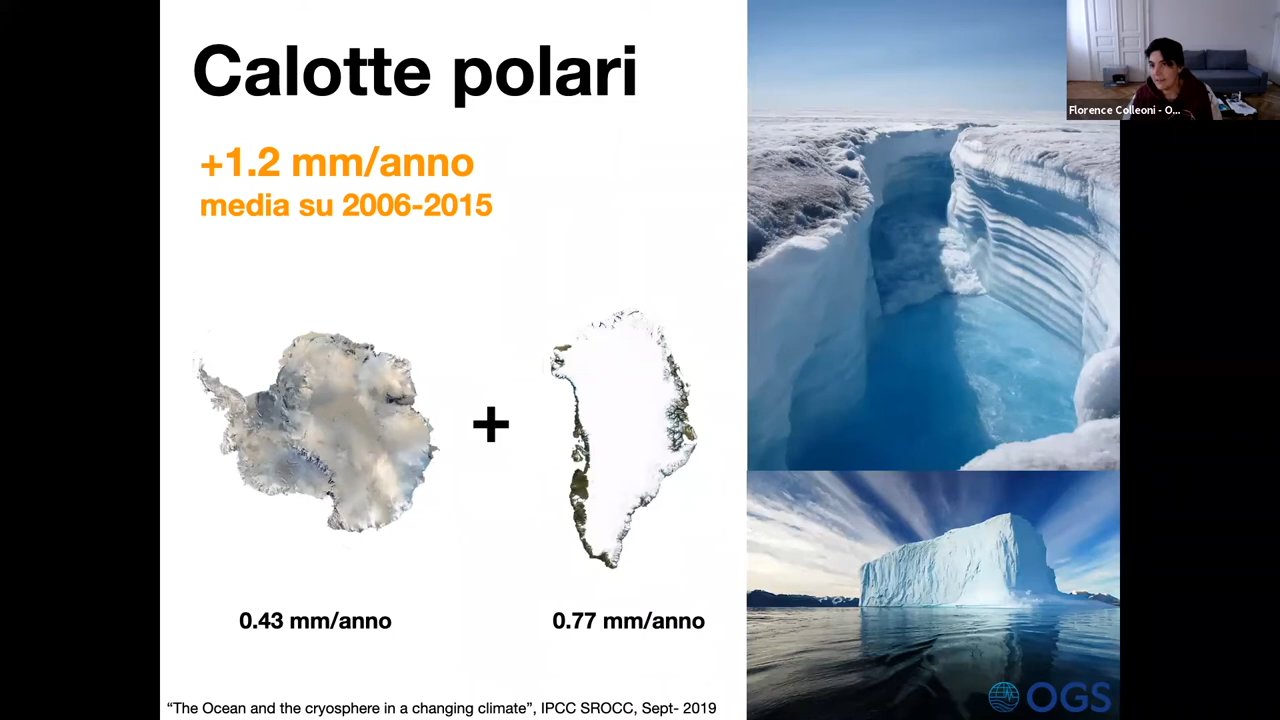 Calotte polari
+1.2 mm/anno
media su 2006-2015
+
0.43 mm/anno
0.77 mm/anno
“The Ocean and the cryosphere in a changing climate”, IPCC SROCC, Sept- 2019
OGS
Florence Colleoni - O...